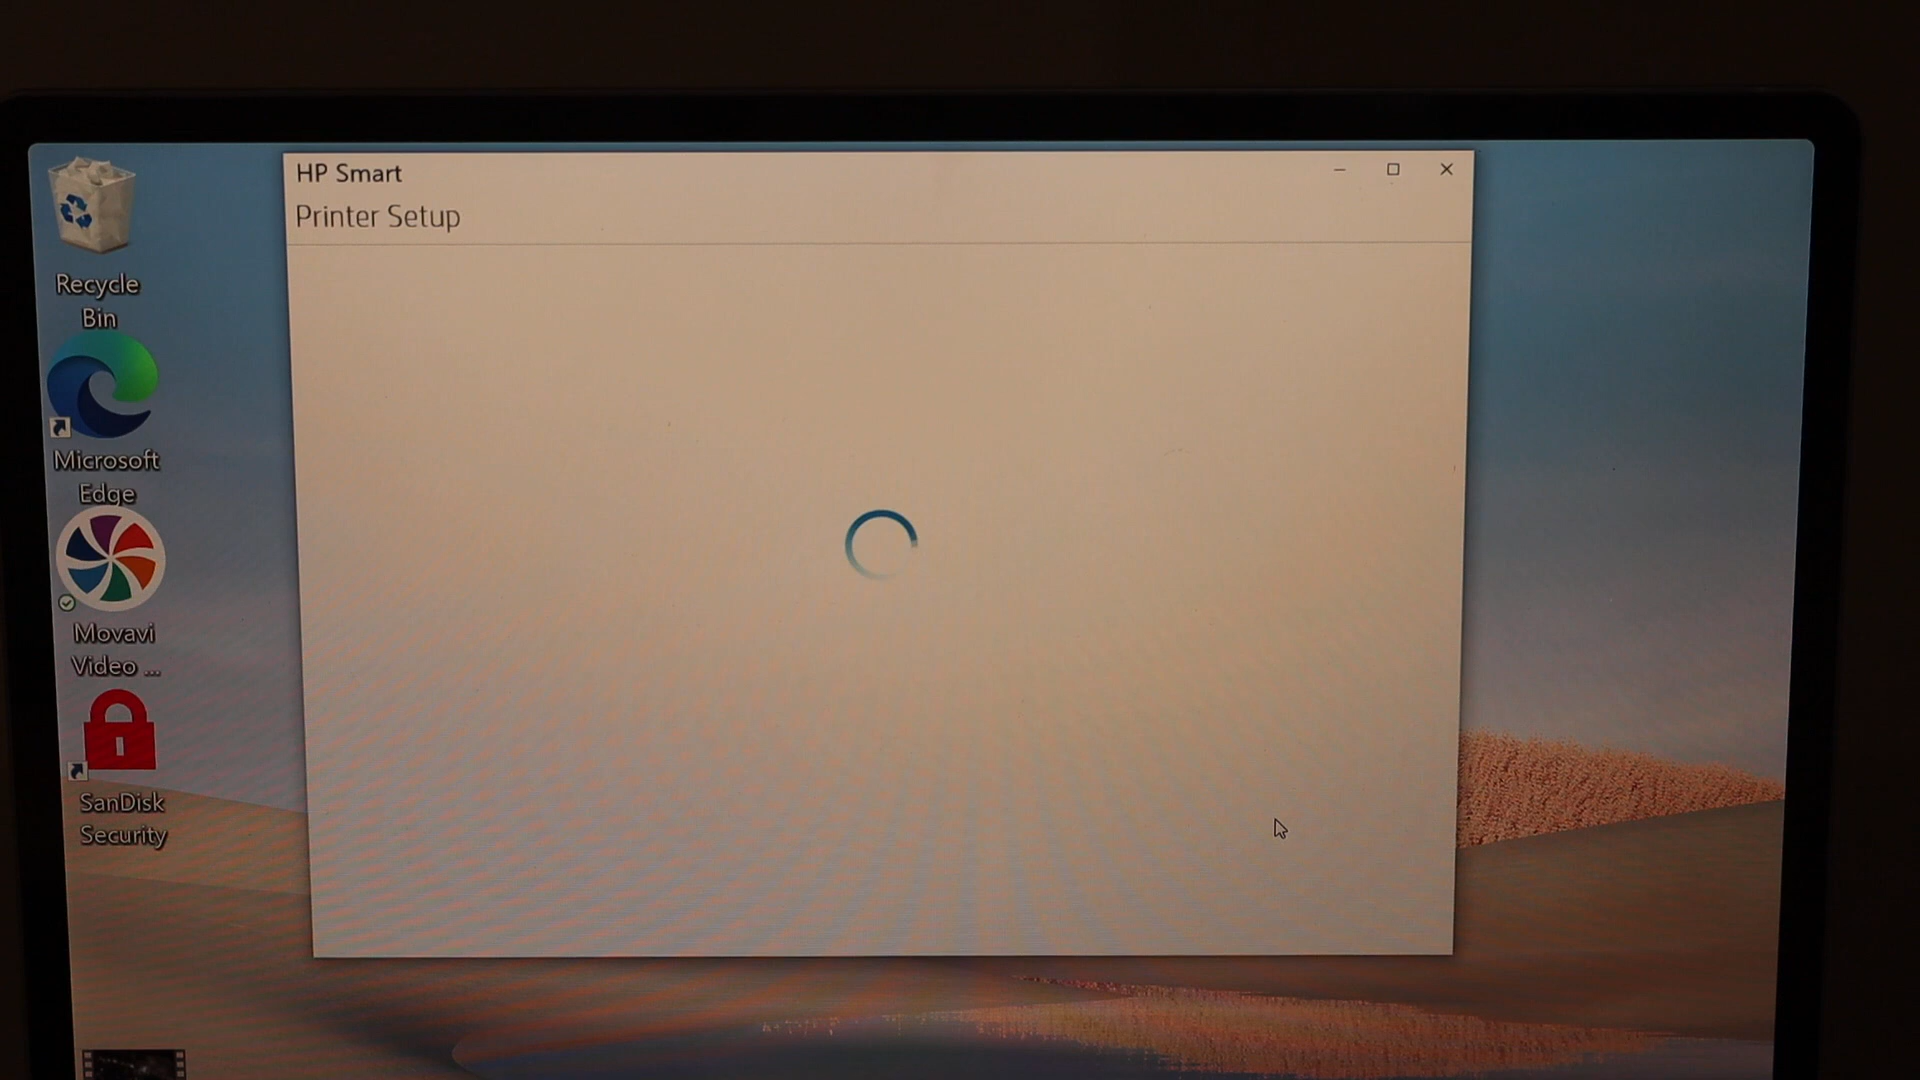 HP Smart
Printer Setup
Recycle
Bin
Microsoft
Edge
Movavi
Video ...
SanDisk
Security